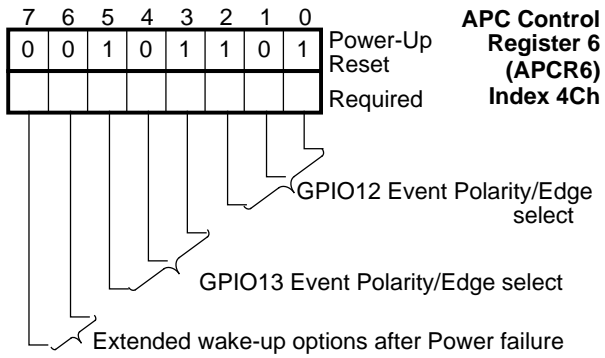 7 6 5 4 3 2 1 0
APC Control
0 0 1 0 1 1 0 1
Power-Up
Reset
Register 6
(APCR6)
Required
Index 4Ch
GPIO12 Event Polarity/Edge
select
GPIO13 Event Polarity/Edge select
Extended wake-up options after Power failure